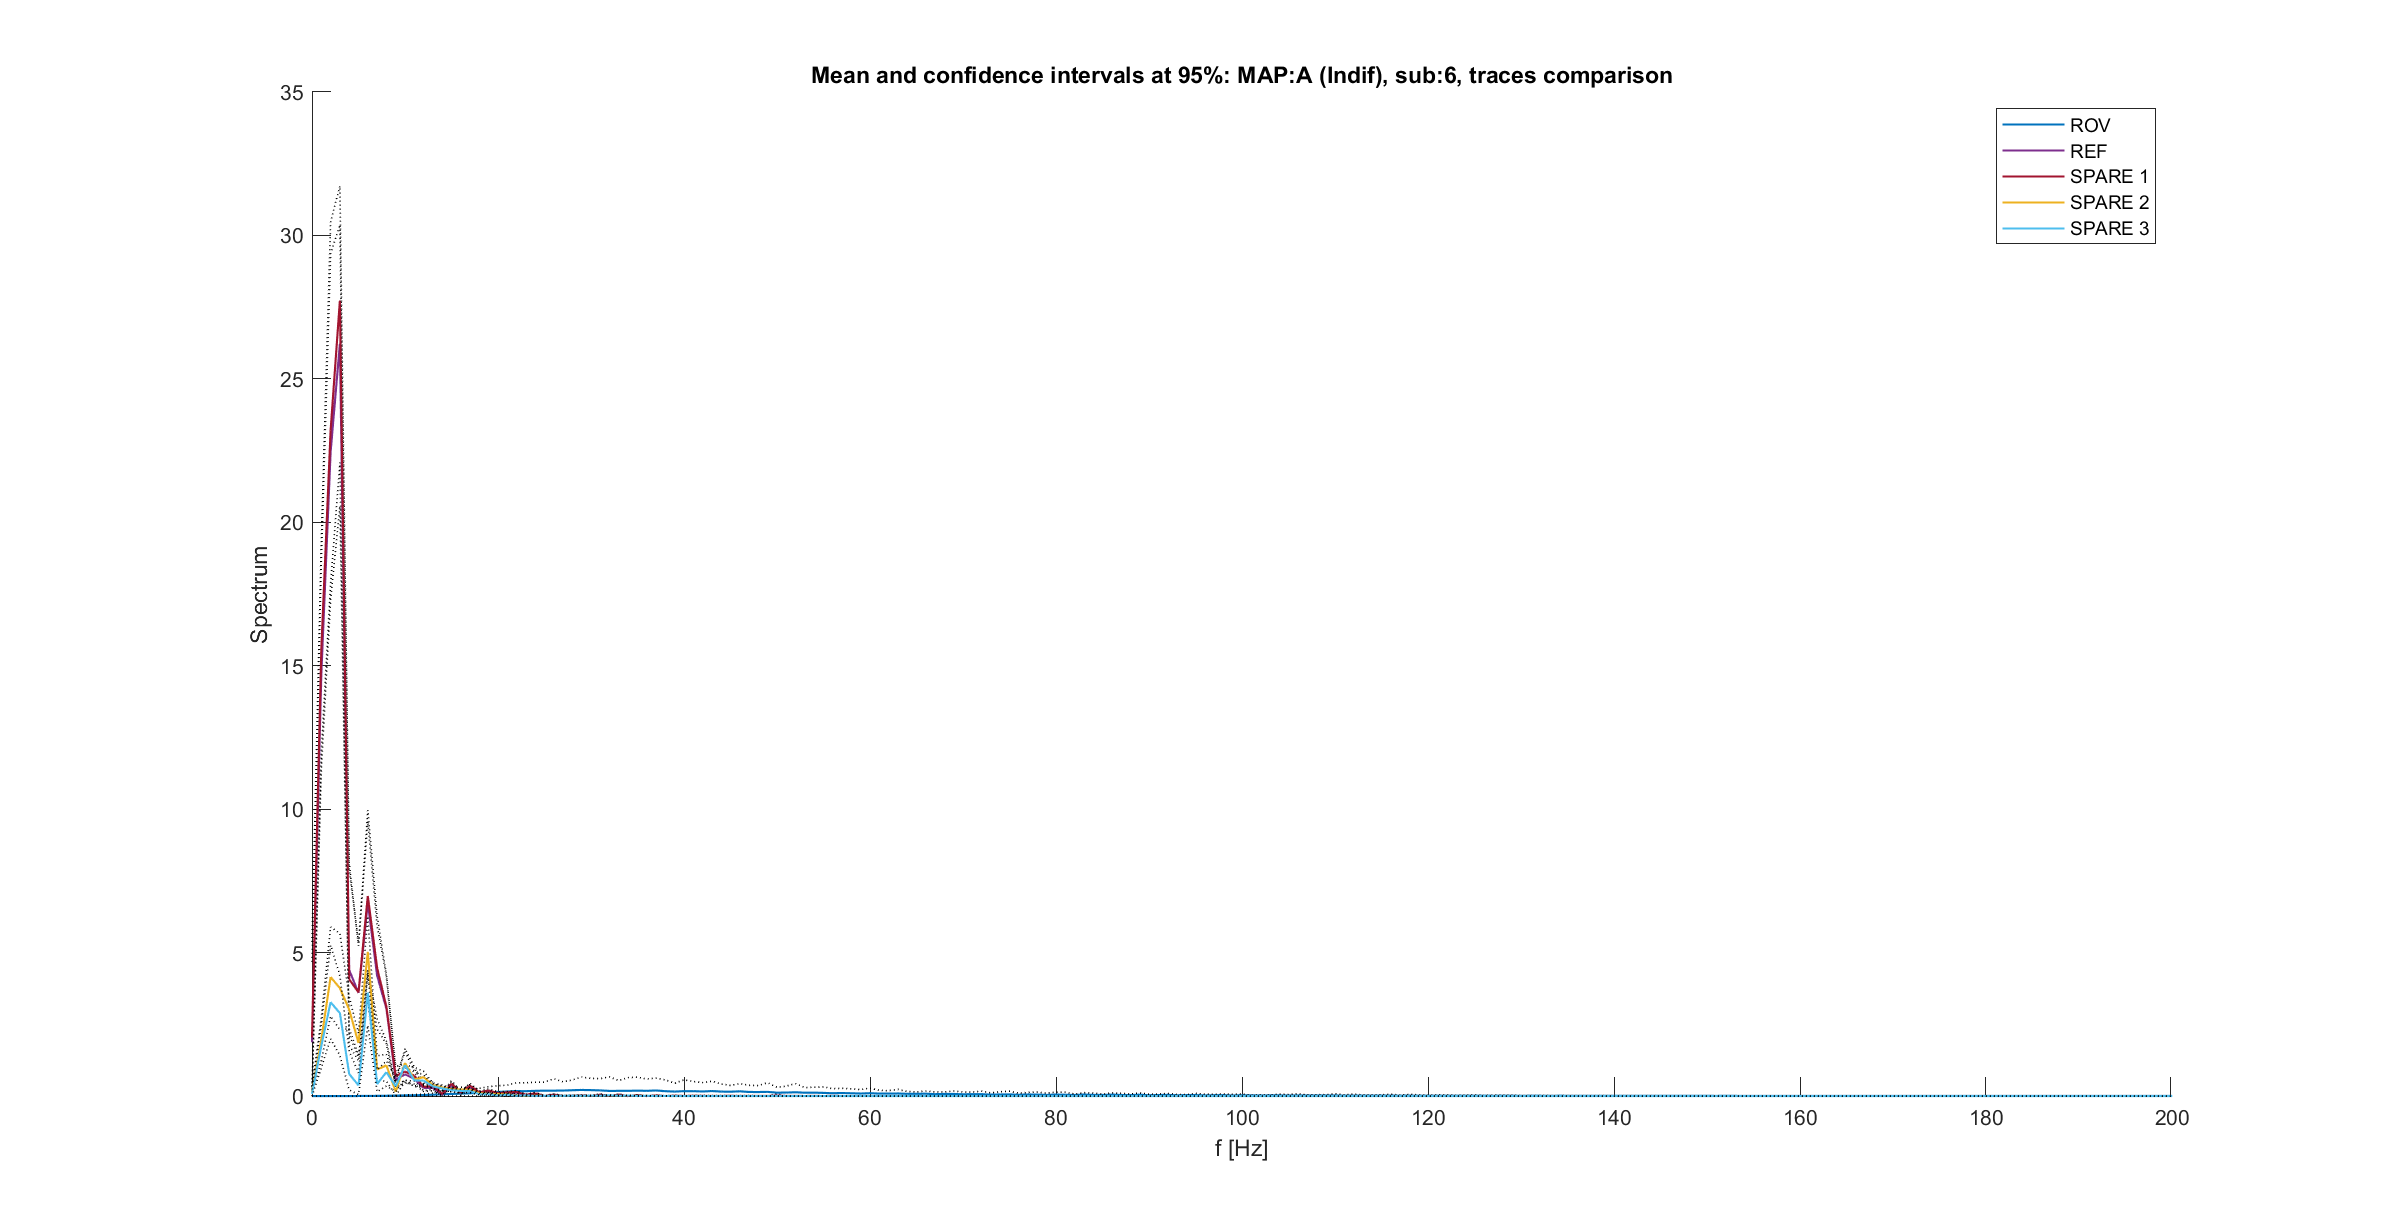 Mean and confidence intervals at 95%: MAP:A (Indif), sub:6, traces comparison
ROV
REF
SPARE 1
SPARE 2
SPARE 3
35
30
25
20
15
10
5
0
Spectrum
0 20 40 60 80 100 120 140 160 180 200
f [Hz]